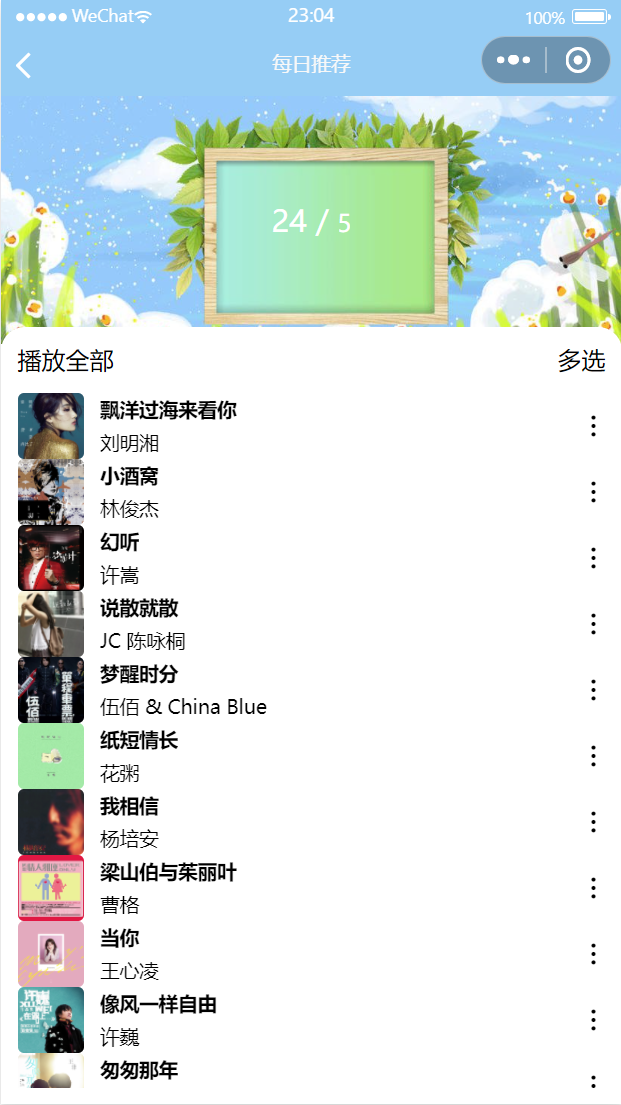 WeChat
23:04
100%
每日推荐
24 / 5
播放全部
多选
飘洋过海来看你
刘明湘
小酒窝
林俊杰
幻听
许嵩
说散就散
JC 陈咏桐
梦醒时分
伍佰 & China Blue
纸短情长
花粥
我相信
杨培安
梁山伯与茱丽叶
曹格
当你
王心凌
像风一样自由
许巍
匆匆那年